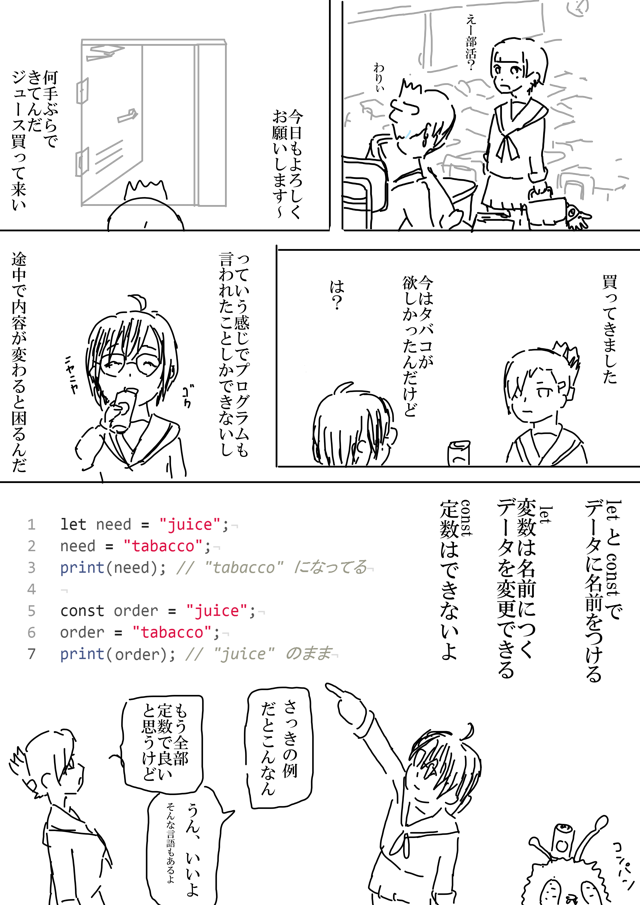 えー部活？
わりぃ
今日もよろしく
お願いします〜
何手ぶらで
きてんだ
ジュース買って来い
買ってきました
今はタバコが
欲しかったんだけど
は？
っていう感じでプログラムも
言われたことしかできないし
ゴク
ニヤニヤ
途中で内容が変わると困るんだ
let と const で
データに名前をつける
let
変数は名前につく
データを変更できる
const
定数はできないよ
1 let need = "juice";¬
2 need = "tabacco";¬
3 print(need); // "tabacco" になってる¬
4 ¬
5 const order = "juice";¬
6 order = "tabacco";¬
7 print(order); // "juice" のまま¬
さっきの例
だとこんなん
もう全部
定数で良い
と思うけど
うん、いいよ
そんな言語もあるよ
コンパン